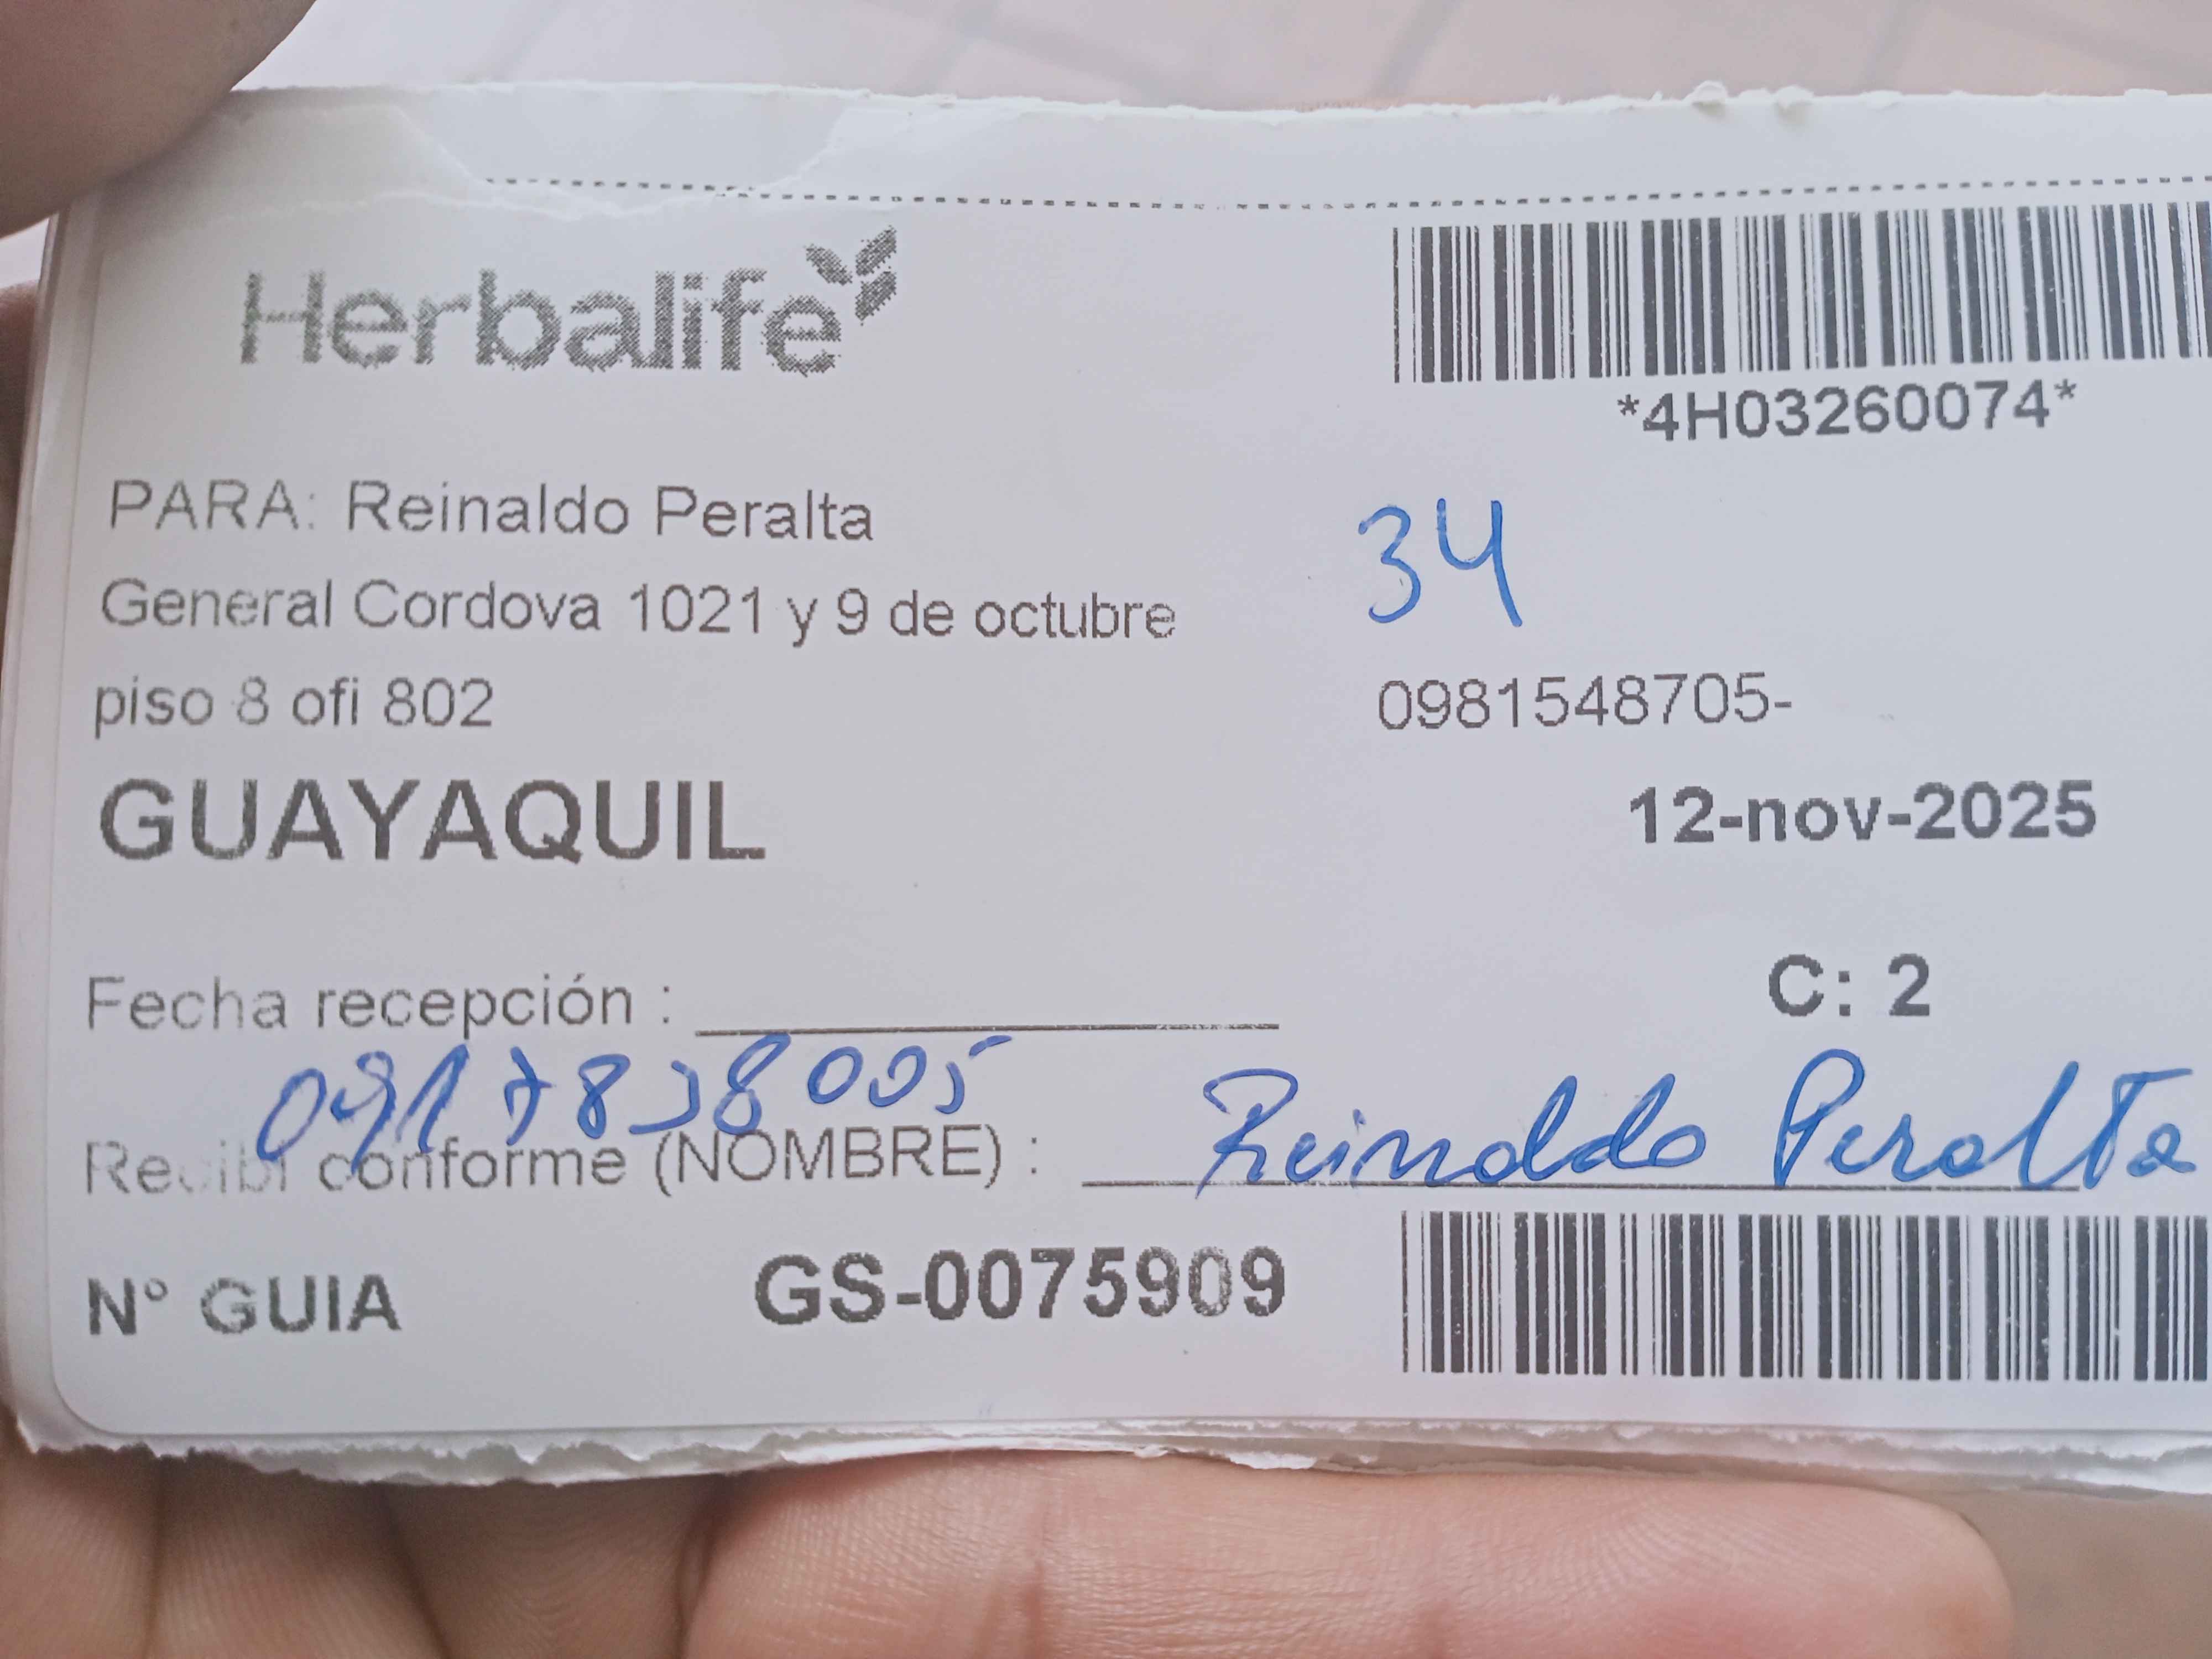 Herbalife
*4H03260074*
PARA: Reinaldo Peralta
34
General Cordova 1021 y 9 de octubre
piso 8 ofi 802
0981548705-
GUAYAQUIL
12-nov-2025
Fecha recepción :
C: 2
Recibí conforme (NOMBRE) : Reinaldo Peralta
N° GUIA GS-0075909